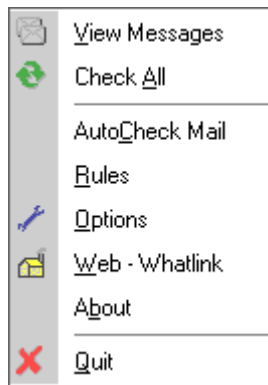 View Messages
Check All
AutoCheck Mail
Rules
Options
Web - Whatlink
About
Quit